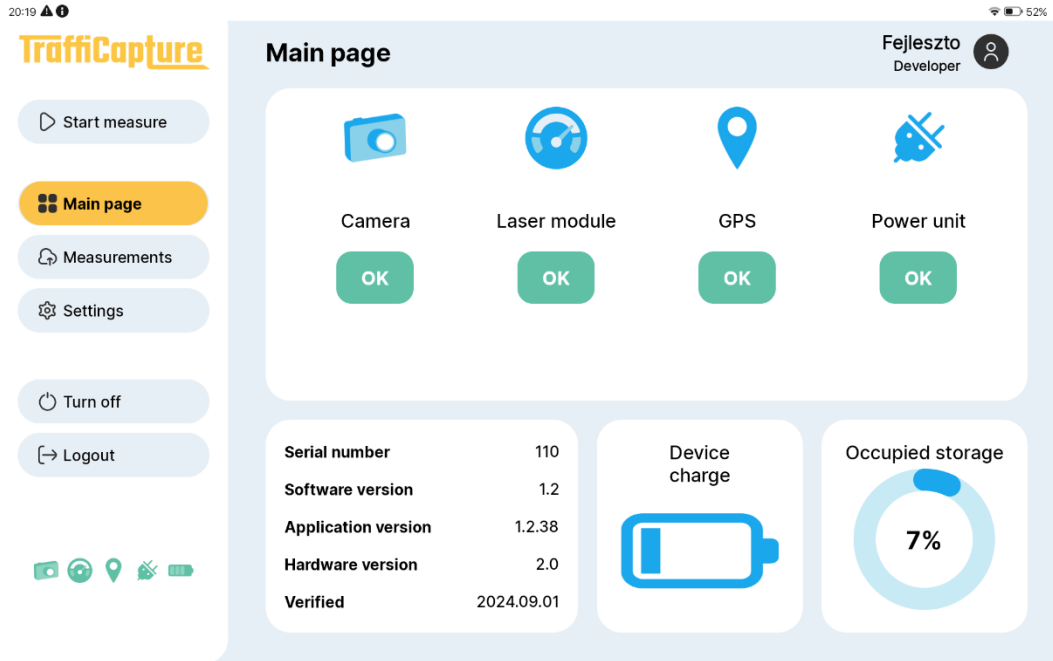 20:19
52%
TraffiCapture
Main page
Fejleszto
Developer
Start measure
Main page
Measurements
Settings
Turn off
Logout
Camera
Laser module
GPS
Power unit
OK
OK
OK
OK
Serial number 110
Software version 1.2
Application version 1.2.38
Hardware version 2.0
Verified 2024.09.01
Device
charge
Occupied storage
7%